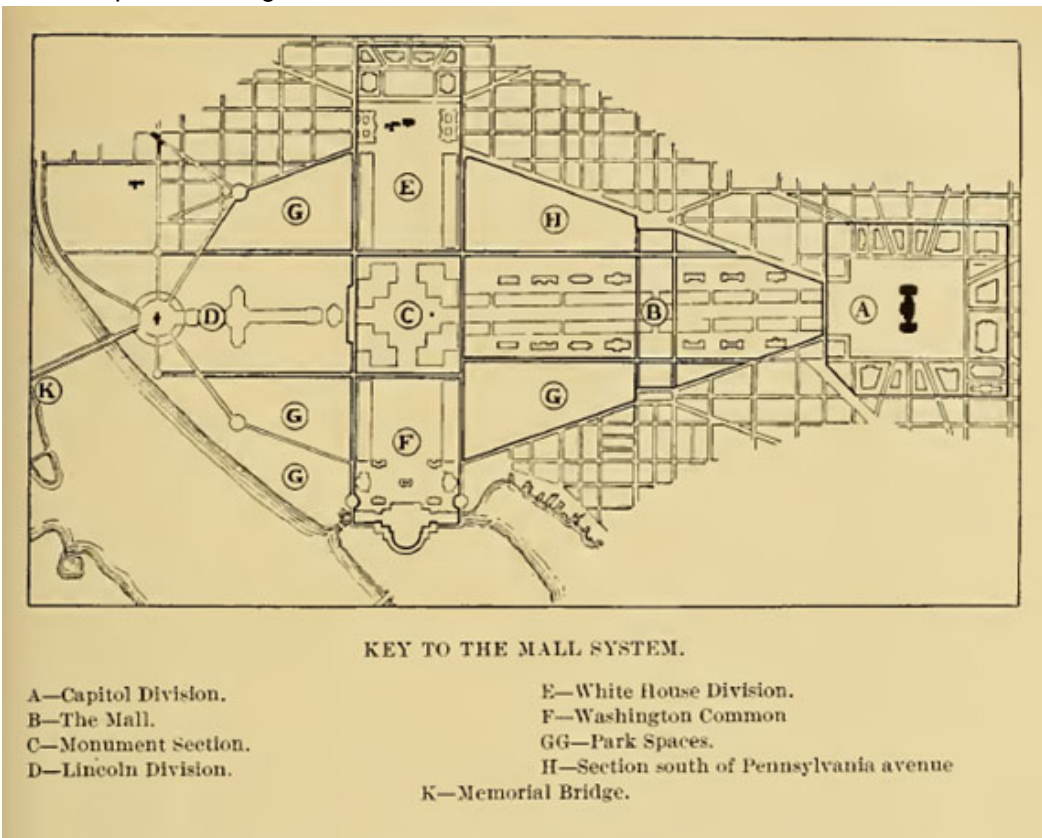 E
G
H
D
C
B
A
K
G
G
F
G
KEY TO THE MALL SYSTEM.
A—Capitol Division.
B—The Mall.
C—Monument Section.
D—Lincoln Division.
E—White House Division.
F—Washington Common
GG—Park Spaces.
H—Section south of Pennsylvania avenue
K—Memorial Bridge.